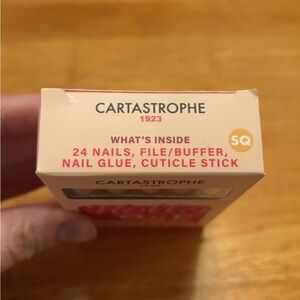 CARTASTROPHE
1923
WHAT'S INSIDE
SQ
24 NAILS, FILE/BUFFER,
NAIL GLUE, CUTICLE STICK
CARTASTROPHE